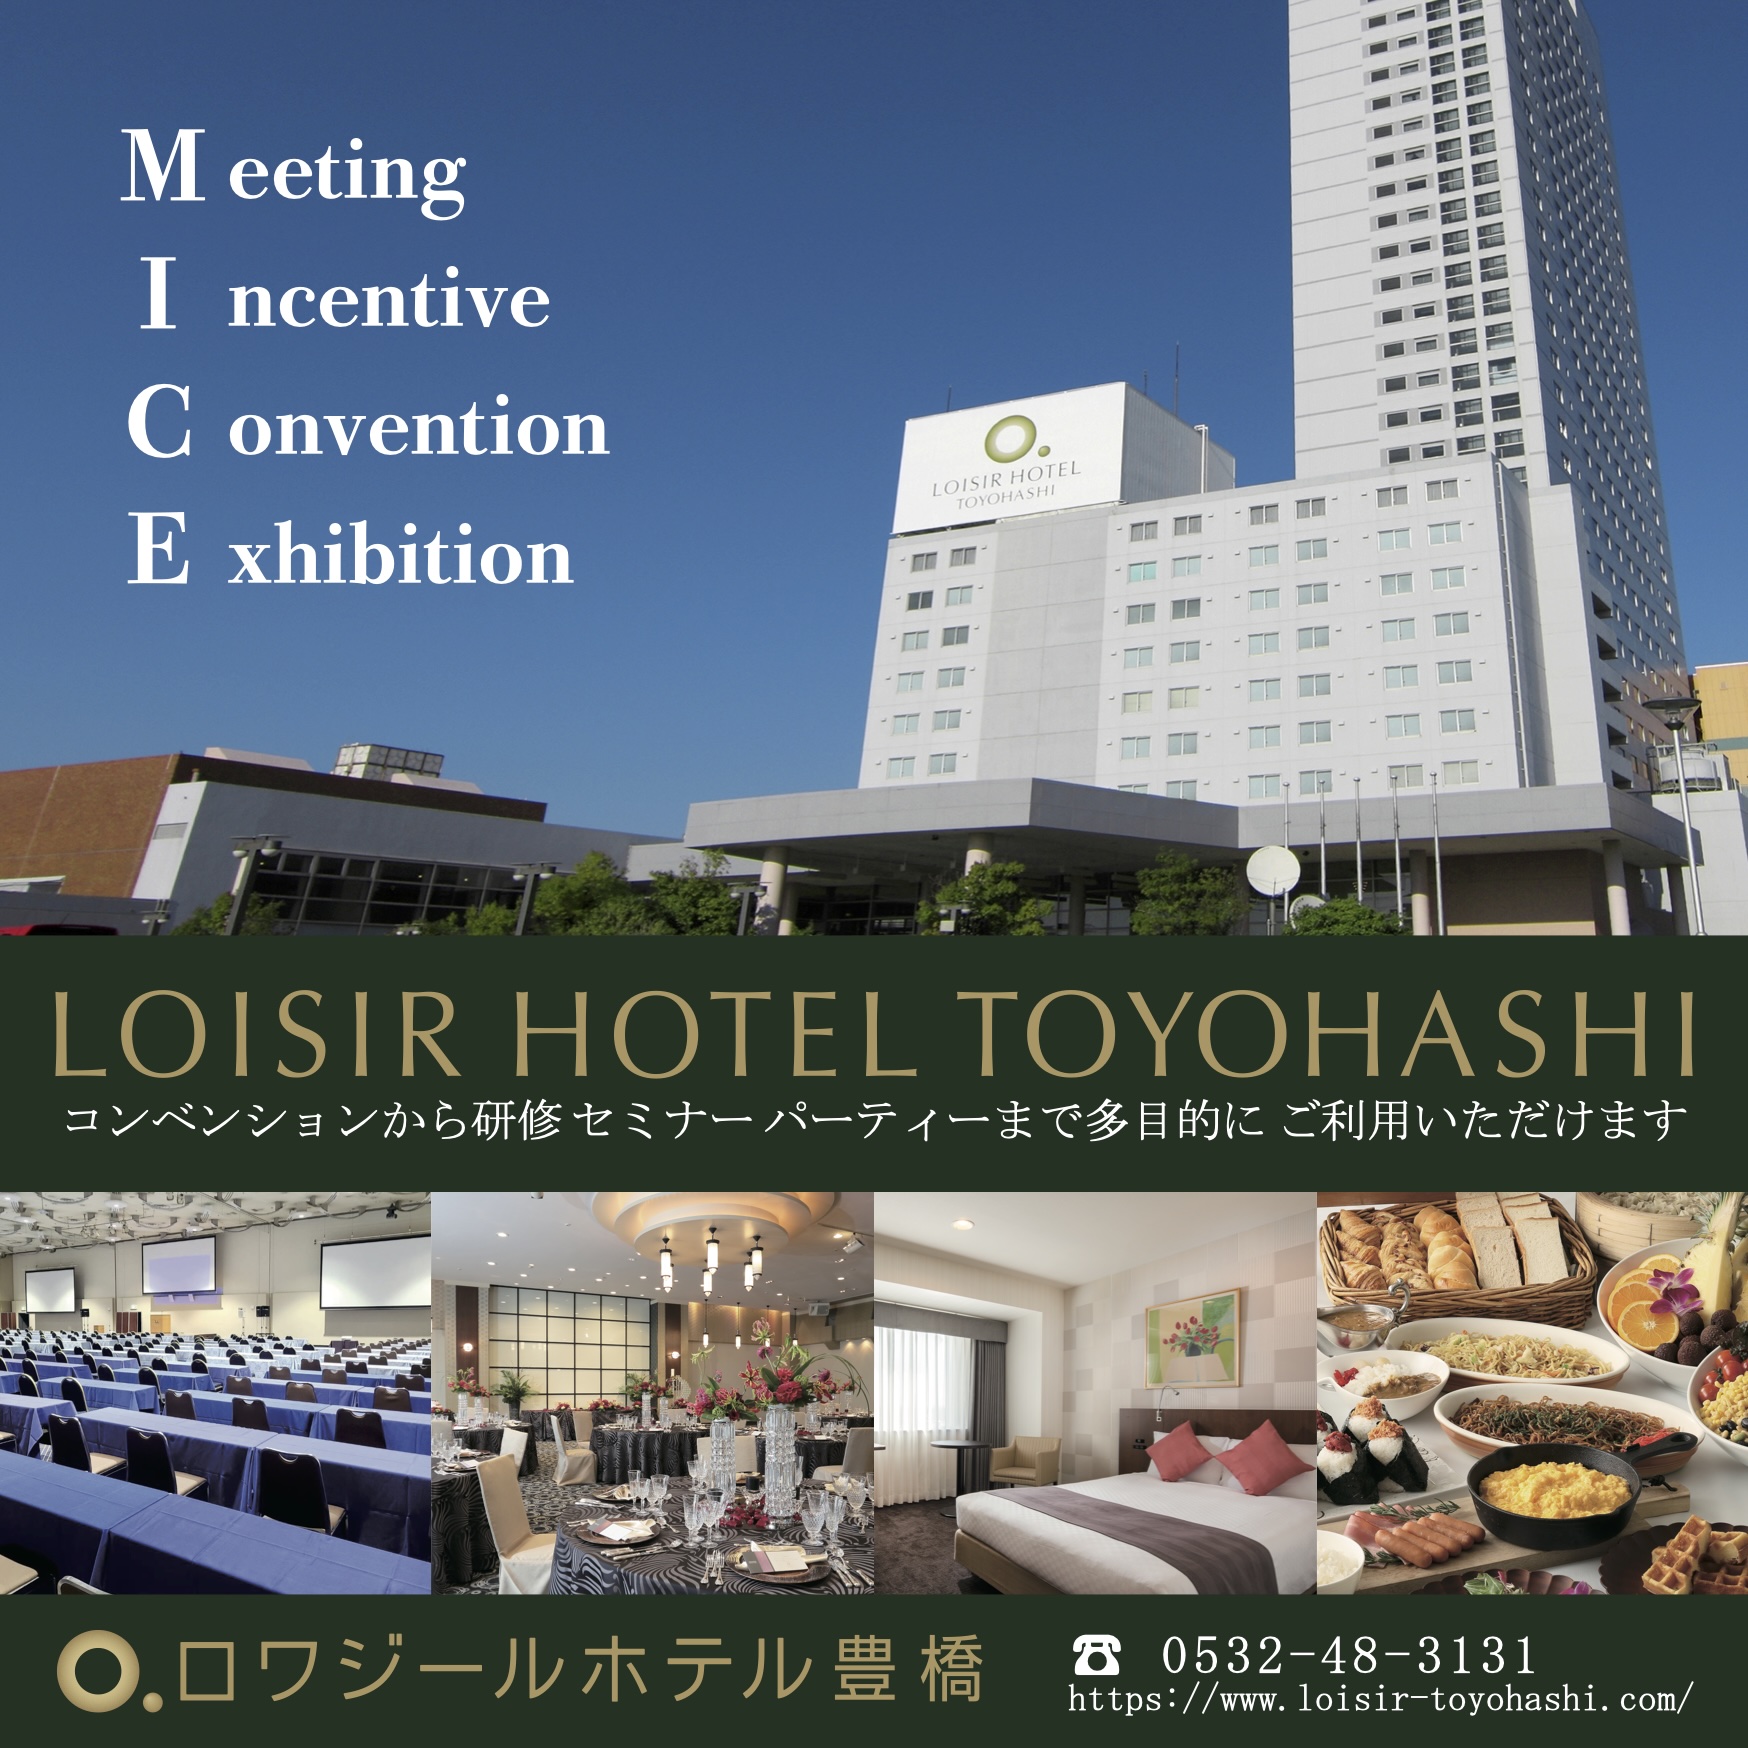 Meeting
Incentive
Convention
Exhibition
LOISIR HOTEL
TOYOHASHI
LOISIR HOTEL TOYOHASHI
コンベンションから研修 セミナー パーティーまで多目的に ご利用いただけます
ロワジールホテル豊橋
☎ 0532-48-3131
https://www.loisir-toyohashi.com/